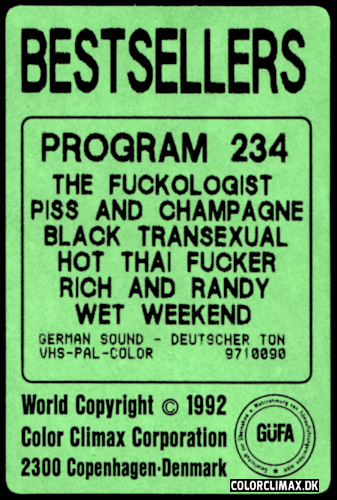 BESTSELLERS
PROGRAM 234
THE FUCKOLOGIST
PISS AND CHAMPAGNE
BLACK TRANSEXUAL
HOT THAI FUCKER
RICH AND RANDY
WET WEEKEND
GERMAN SOUND - DEUTSCHER TON
VHS-PAL-COLOR 9710090
World Copyright © 1992
Color Climax Corporation
2300 Copenhagen·Denmark
GÜFA
COLORCLIMAX.DK